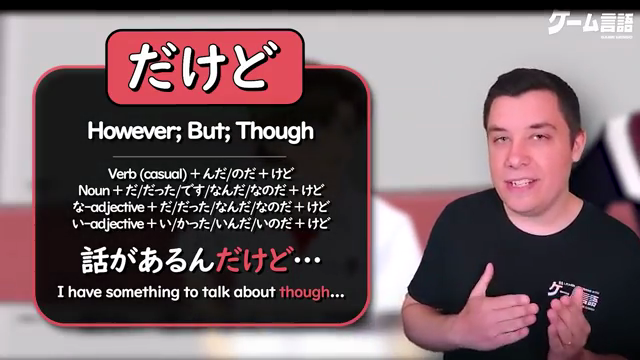 ゲーム言語
だけど
However; But; Though
Verb (casual) + んだ/のだ + けど
Noun + だ/だった/です/なんだ/なのだ + けど
な-adjective + だ/だった/なんだ/なのだ + けど
い-adjective + い/かった/いんだ/いのだ + けど
話があるんだけど…
I have something to talk about though...
ゲーム